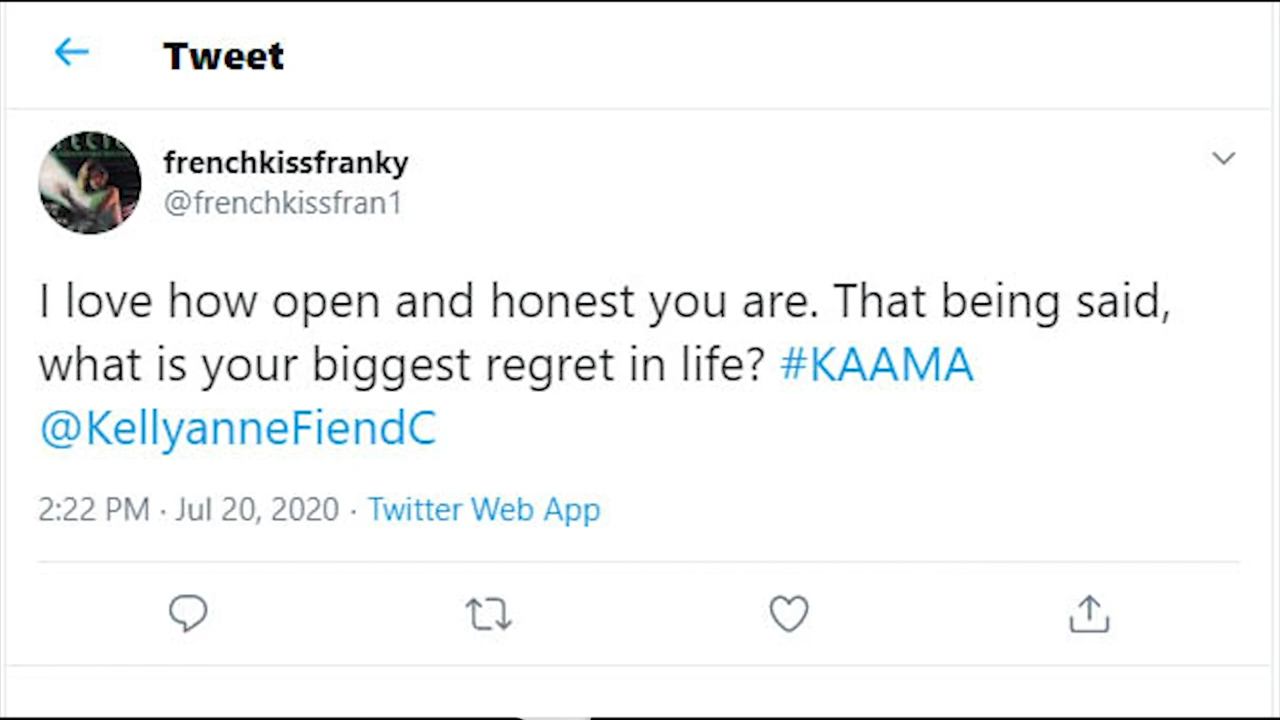 Tweet
frenchkissfranky
@frenchkissfran1
I love how open and honest you are. That being said,
what is your biggest regret in life? #KAAMA
@KellyanneFiendC
2:22 PM · Jul 20, 2020 · Twitter Web App